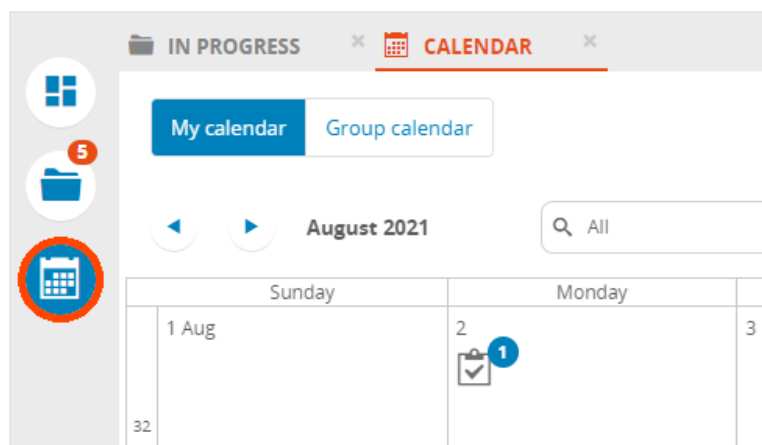 IN PROGRESS × CALENDAR ×
5
My calendar Group calendar
August 2021 All
Sunday Monday
1 Aug 2 3
1
32